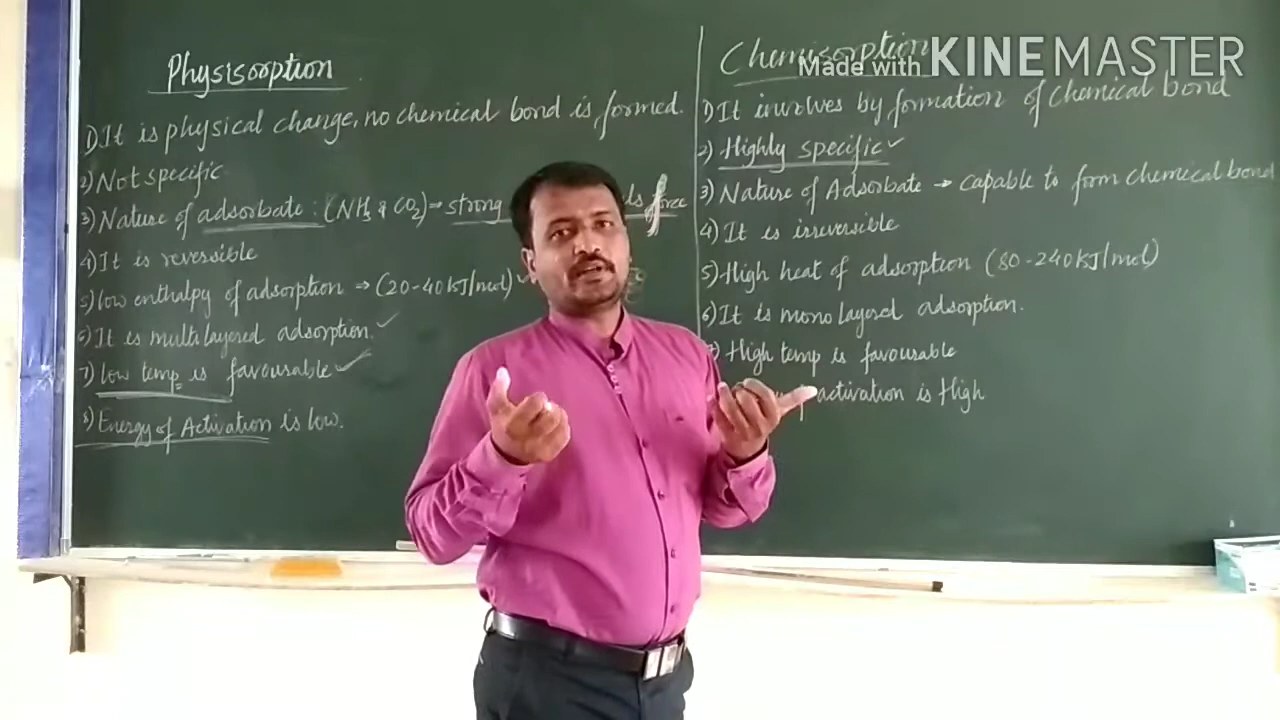 Physisorption
1) It is physical change, no chemical bond is formed.
2) Not specific
3) Nature of adsorbate : (NH3 & CO2) → strong force
4) It is reversible
5) low enthalpy of adsorption → (20-40 kJ/mol) ✓
6) It is multilayered adsorption. ✓
7) low temp is favourable ✓
8) Energy of Activation is low.
Chemisorption
Made with KINEMASTER
1) It involves by formation of chemical bond
2) Highly specific ✓
3) Nature of Adsorbate → capable to form chemical bond
4) It is irreversible
5) High heat of adsorption (80-240 kJ/mol)
6) It is mono layered adsorption.
7) High temp is favourable
activation is High